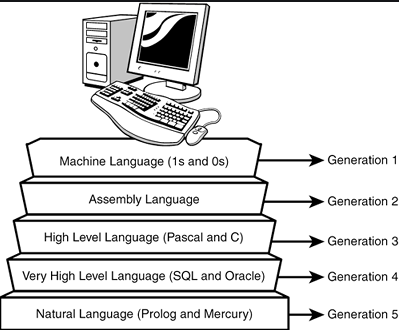 Machine Language (1s and 0s) Generation 1
Assembly Language Generation 2
High Level Language (Pascal and C) Generation 3
Very High Level Language (SQL and Oracle) Generation 4
Natural Language (Prolog and Mercury) Generation 5